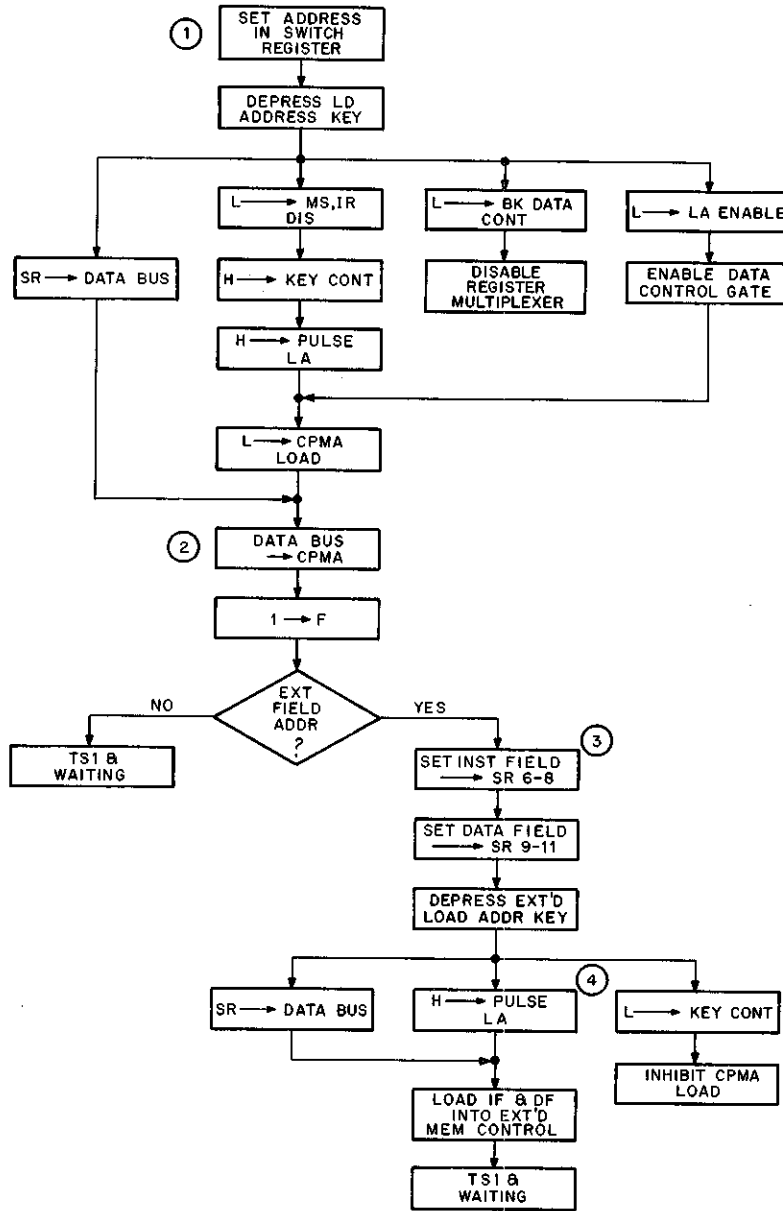 1
SET ADDRESS
IN SWITCH
REGISTER
DEPRESS LD
ADDRESS KEY
L → MS,IR
DIS
L → BK DATA
CONT
L → LA ENABLE
SR → DATA BUS
H → KEY CONT
DISABLE
REGISTER
MULTIPLEXER
ENABLE DATA
CONTROL GATE
H → PULSE
LA
L → CPMA
LOAD
2
DATA BUS
→ CPMA
1 → F
EXT
FIELD
ADDR
?
NO
YES
TS1 &
WAITING
3
SET INST FIELD
→ SR 6-8
SET DATA FIELD
→ SR 9-11
DEPRESS EXT'D
LOAD ADDR KEY
4
SR → DATA BUS
H → PULSE
LA
L → KEY CONT
INHIBIT CPMA
LOAD
LOAD IF & DF
INTO EXT'D
MEM CONTROL
TS1 &
WAITING